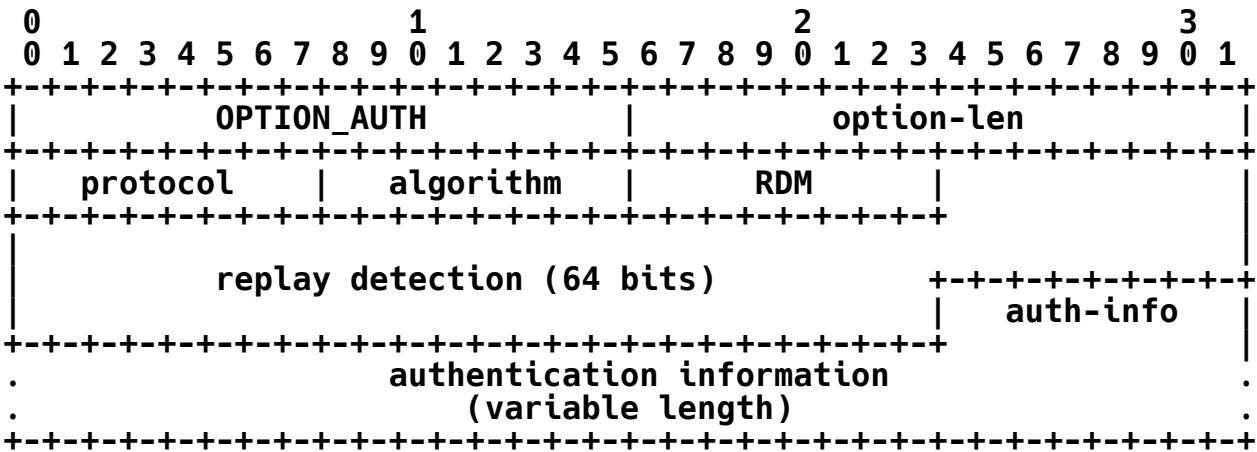 0                   1                   2                   3
 0 1 2 3 4 5 6 7 8 9 0 1 2 3 4 5 6 7 8 9 0 1 2 3 4 5 6 7 8 9 0 1
+-+-+-+-+-+-+-+-+-+-+-+-+-+-+-+-+-+-+-+-+-+-+-+-+-+-+-+-+-+-+-+-+
|          OPTION_AUTH          |          option-len           |
+-+-+-+-+-+-+-+-+-+-+-+-+-+-+-+-+-+-+-+-+-+-+-+-+-+-+-+-+-+-+-+-+
|   protocol    |   algorithm   |      RDM      |               |
+-+-+-+-+-+-+-+-+-+-+-+-+-+-+-+-+-+-+-+-+-+-+-+-+               |
|                                                               |
|          replay detection (64 bits)           +-+-+-+-+-+-+-+-+
|                                               |   auth-info   |
+-+-+-+-+-+-+-+-+-+-+-+-+-+-+-+-+-+-+-+-+-+-+-+-+               |
.                   authentication information                  .
.                       (variable length)                       .
+-+-+-+-+-+-+-+-+-+-+-+-+-+-+-+-+-+-+-+-+-+-+-+-+-+-+-+-+-+-+-+-+